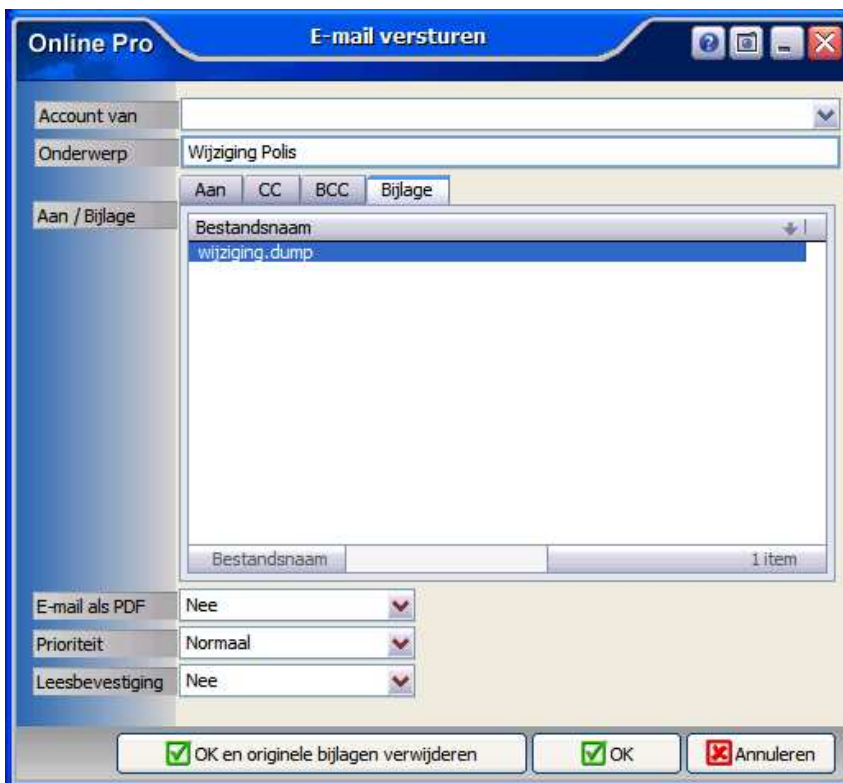 Online Pro
E-mail versturen
Account van
Onderwerp Wijziging Polis
Aan CC BCC Bijlage
Aan / Bijlage
Bestandsnaam
wijziging.dump
Bestandsnaam 1 item
E-mail als PDF Nee
Prioriteit Normaal
Leesbevestiging Nee
OK en originele bijlagen verwijderen OK Annuleren